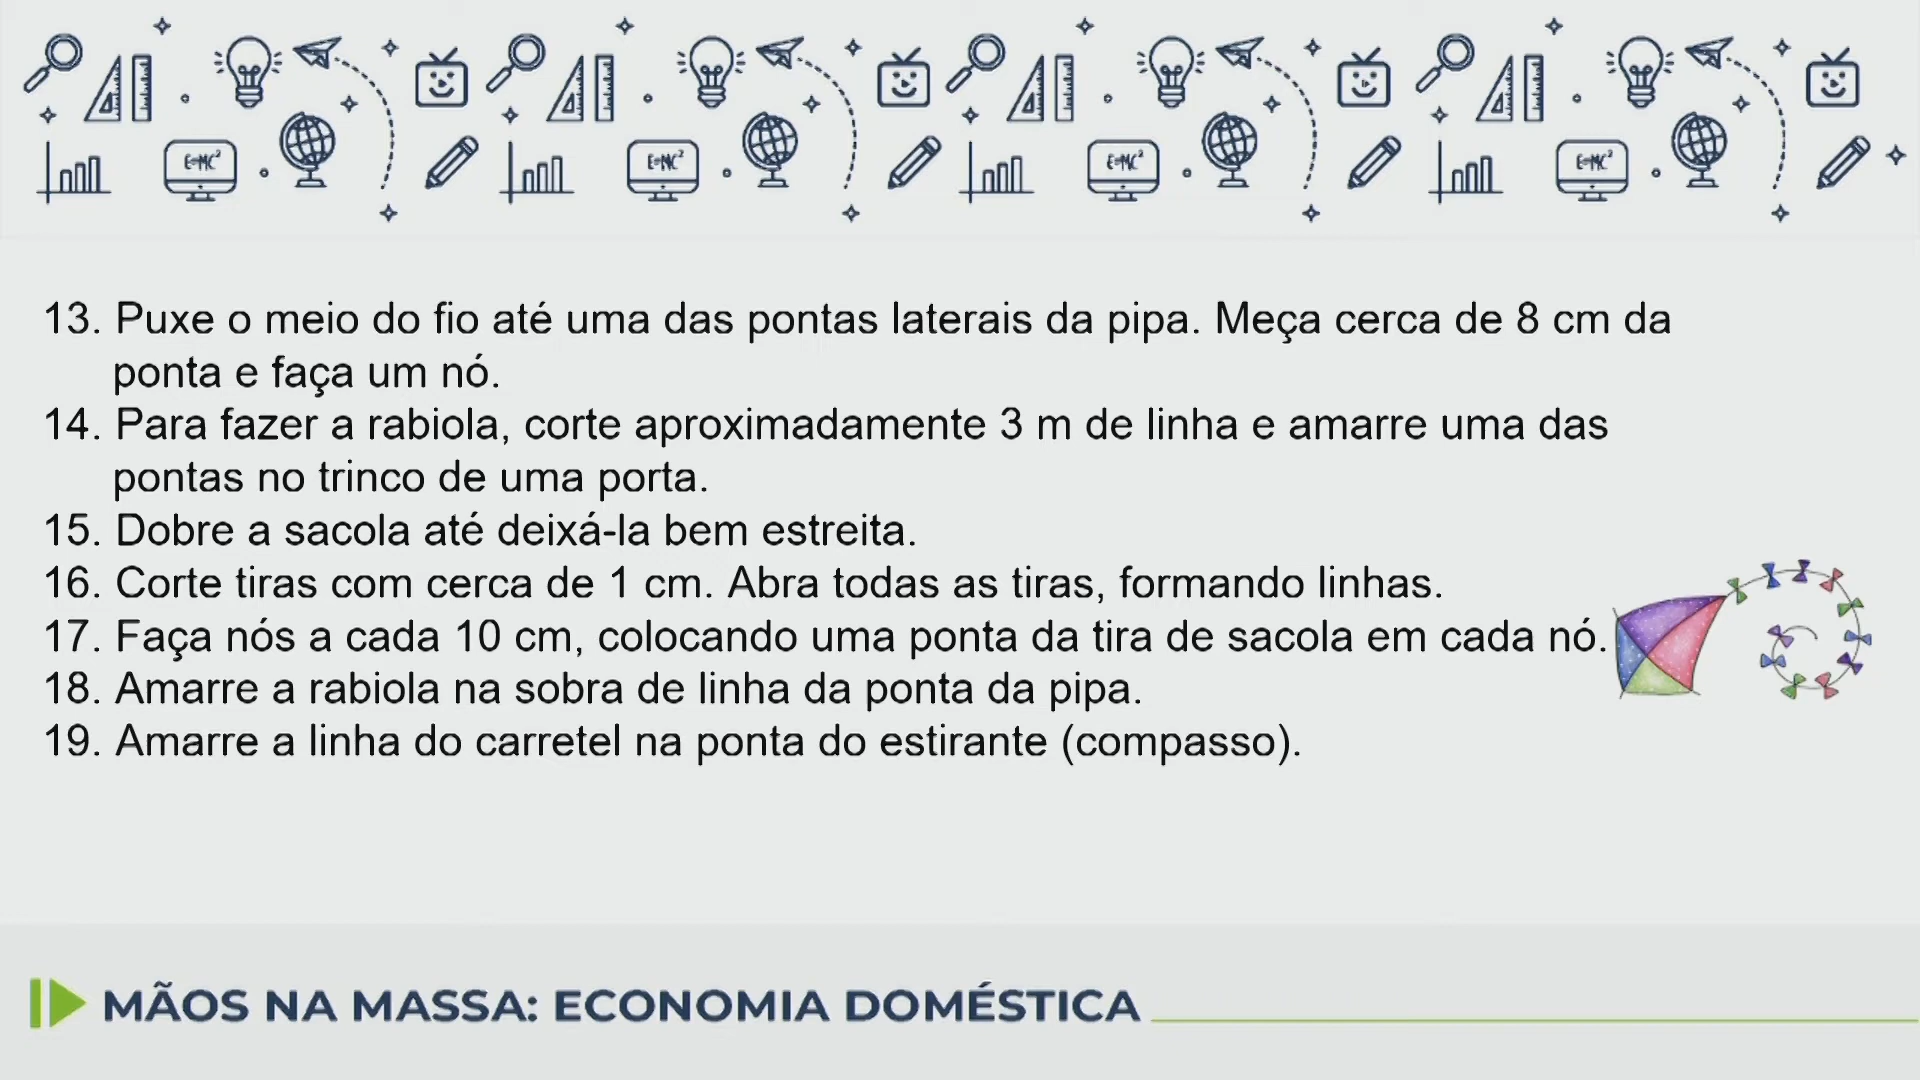 E=MC²
E=MC²
E=MC²
E=MC²
13. Puxe o meio do fio até uma das pontas laterais da pipa. Meça cerca de 8 cm da
ponta e faça um nó.
14. Para fazer a rabiola, corte aproximadamente 3 m de linha e amarre uma das
pontas no trinco de uma porta.
15. Dobre a sacola até deixá-la bem estreita.
16. Corte tiras com cerca de 1 cm. Abra todas as tiras, formando linhas.
17. Faça nós a cada 10 cm, colocando uma ponta da tira de sacola em cada nó.
18. Amarre a rabiola na sobra de linha da ponta da pipa.
19. Amarre a linha do carretel na ponta do estirante (compasso).
MÃOS NA MASSA: ECONOMIA DOMÉSTICA